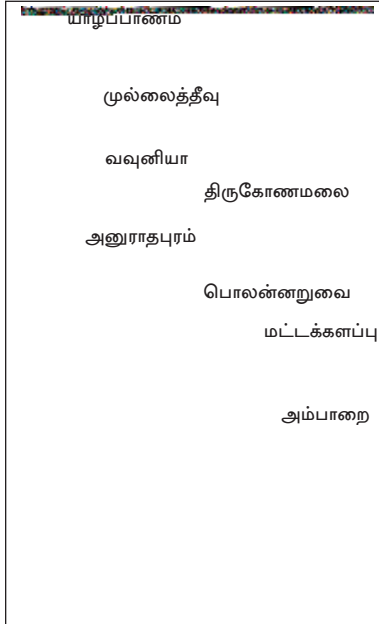 யாழ்ப்பாணம்
முல்லைத்தீவு
வவுனியா
திருகோணமலை
அனுராதபுரம்
பொலன்னறுவை
மட்டக்களப்பு
அம்பாறை